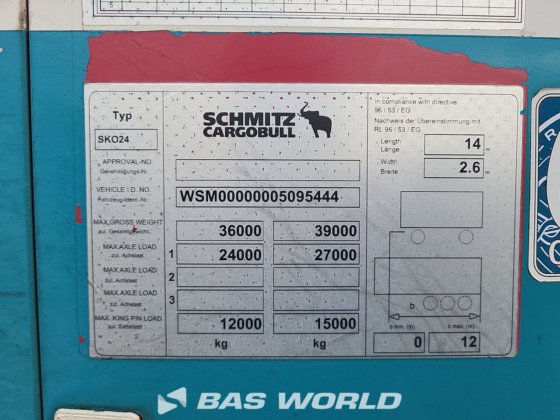 5
Typ
SKO24
SCHMITZ
CARGOBULL
In compliance with directive
96 / 53 / EG
Nachweis der Übereinstimmung mit
RL 96 / 53 / EG
Length
Länge
14 m
Width
Breite
2.6 m
APPROVAL-NO.
Genehmigungs-Nr.
VEHICLE I.D. NO.
Fahrzeug-Ident.-Nr.
WSM00000005095444
MAX.GROSS WEIGHT
zul. Gesamtgewicht.
36000
39000
MAX.AXLE LOAD
zul. Achslast
1
24000
27000
MAX.AXLE LOAD
zul. Achslast
2
MAX.AXLE LOAD
zul. Achslast
3
MAX. KING PIN LOAD
zul. Sattellast
12000
15000
kg
kg
b
b min. (m)
b max. (m)
0
12
BAS WORLD